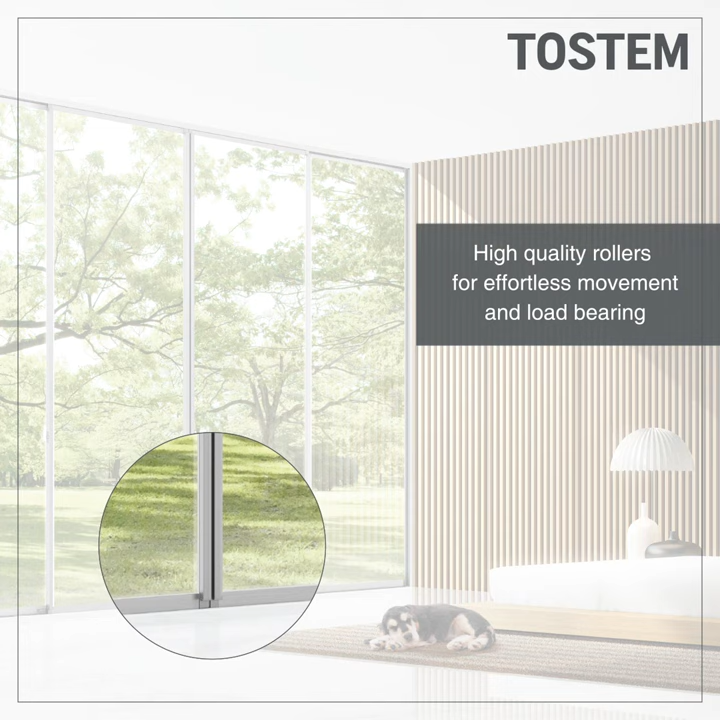 TOSTEM
High quality rollers
for effortless movement
and load bearing